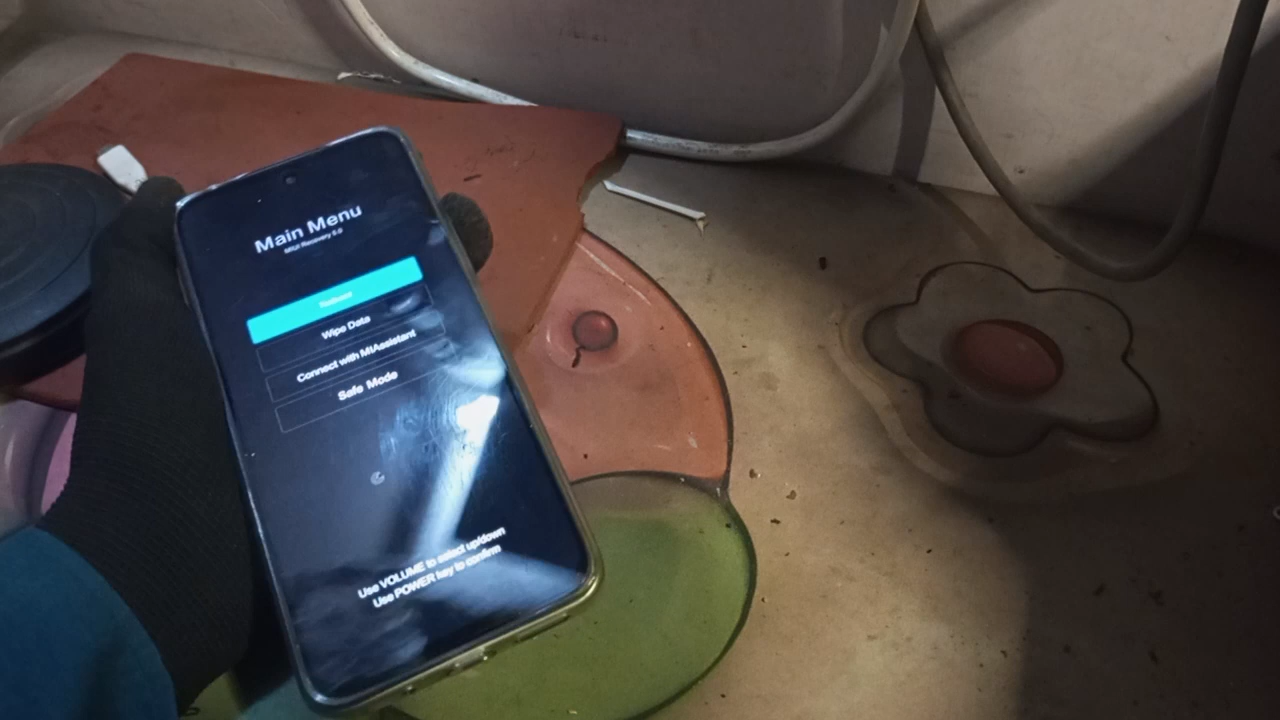 Main Menu
MIUI Recovery 5.0
Reboot
Wipe Data
Connect with MIAssistant
Safe Mode
Use VOLUME to select up/down
Use POWER key to confirm